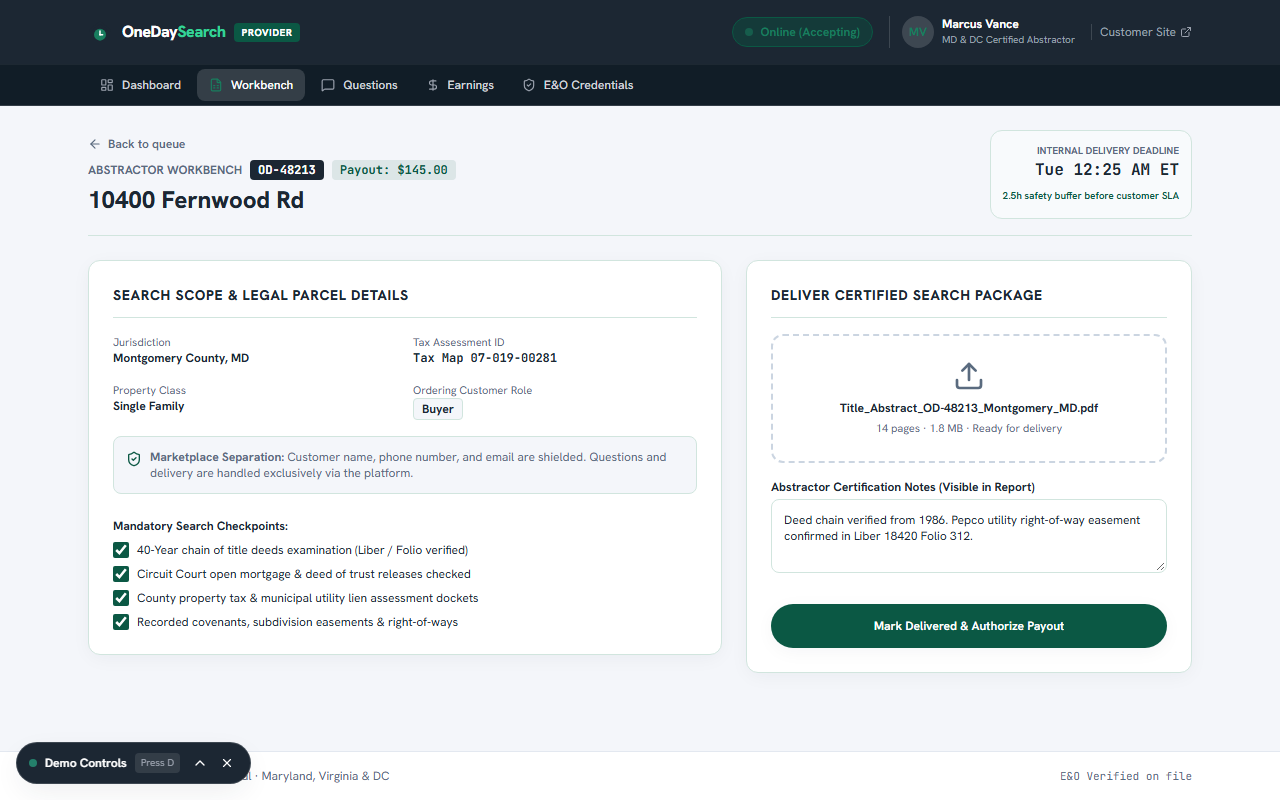 OneDaySearch PROVIDER
Online (Accepting)
MV
Marcus Vance
MD & DC Certified Abstractor
Customer Site
Dashboard
Workbench
Questions
Earnings
E&O Credentials
Back to queue
ABSTRACTOR WORKBENCH OD-48213 Payout: $145.00
10400 Fernwood Rd
INTERNAL DELIVERY DEADLINE
Tue 12:25 AM ET
2.5h safety buffer before customer SLA
SEARCH SCOPE & LEGAL PARCEL DETAILS
Jurisdiction
Montgomery County, MD
Tax Assessment ID
Tax Map 07-019-00281
Property Class
Single Family
Ordering Customer Role
Buyer
Marketplace Separation: Customer name, phone number, and email are shielded. Questions and
delivery are handled exclusively via the platform.
Mandatory Search Checkpoints:
40-Year chain of title deeds examination (Liber / Folio verified)
Circuit Court open mortgage & deed of trust releases checked
County property tax & municipal utility lien assessment dockets
Recorded covenants, subdivision easements & right-of-ways
DELIVER CERTIFIED SEARCH PACKAGE
Title_Abstract_OD-48213_Montgomery_MD.pdf
14 pages · 1.8 MB · Ready for delivery
Abstractor Certification Notes (Visible in Report)
Deed chain verified from 1986. Pepco utility right-of-way easement
confirmed in Liber 18420 Folio 312.
Mark Delivered & Authorize Payout
Demo Controls Press D
· Maryland, Virginia & DC
E&O Verified on file